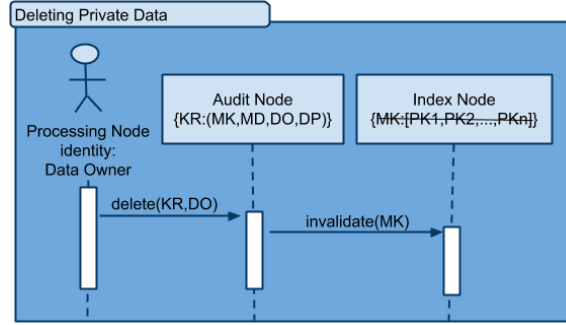 Deleting Private Data
Processing Node
identity:
Data Owner
Audit Node
{KR:(MK,MD,DO,DP)}
Index Node
{MK:[PK1,PK2,...,PKn]}
delete(KR,DO)
invalidate(MK)